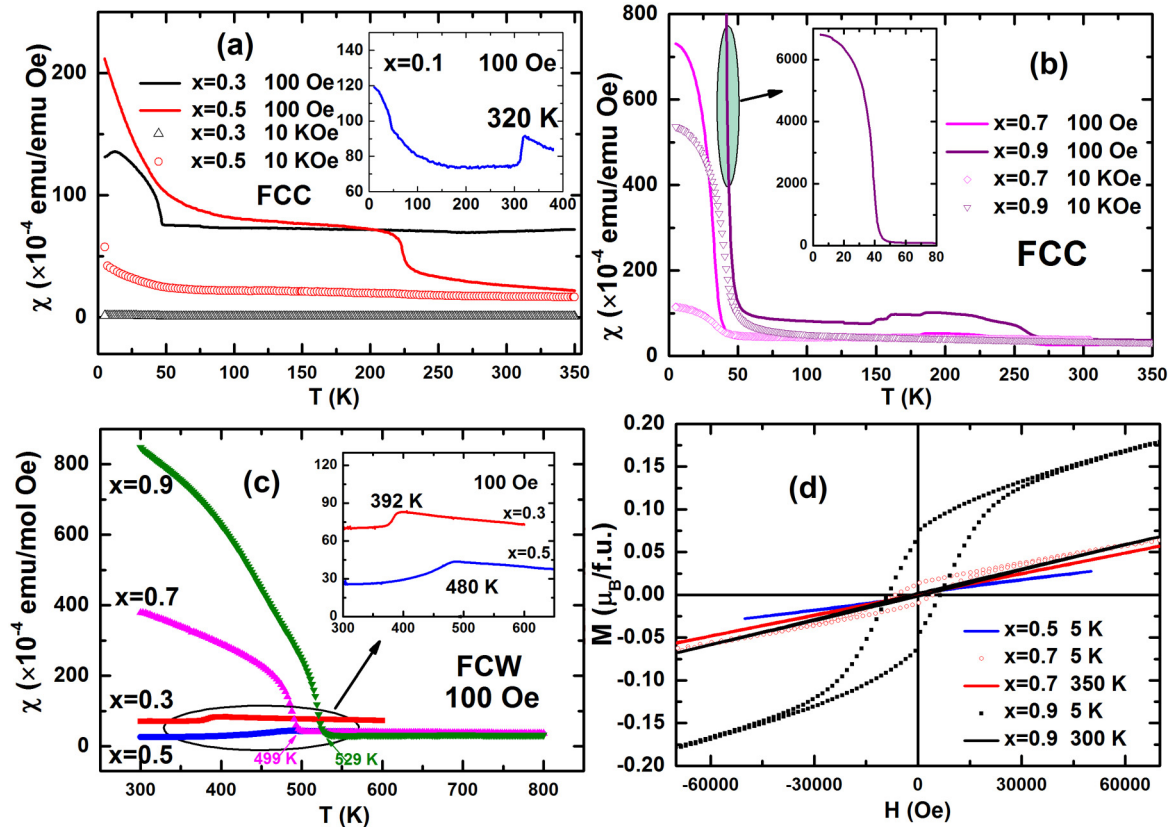 (a)
χ (×10⁻⁴ emu/emu Oe)
200
100
0
x=0.3 100 Oe
x=0.5 100 Oe
x=0.3 10 KOe
x=0.5 10 KOe
FCC
140
120
100
80
60
x=0.1 100 Oe
320 K
0 100 200 300 400
0 50 100 150 200 250 300 350
T (K)
(b)
χ (×10⁻⁴ emu/emu Oe)
800
600
400
200
0
6000
4000
2000
0
0 20 40 60 80
x=0.7 100 Oe
x=0.9 100 Oe
x=0.7 10 KOe
x=0.9 10 KOe
FCC
0 50 100 150 200 250 300 350
T (K)
(c)
χ (×10⁻⁴ emu/mol Oe)
800
600
400
200
0
x=0.9
x=0.7
x=0.3
x=0.5
120
90
60
30
100 Oe
392 K
x=0.3
x=0.5
480 K
300 400 500 600
FCW
100 Oe
499 K
529 K
300 400 500 600 700 800
T (K)
(d)
M (μB/f.u.)
0.20
0.15
0.10
0.05
0.00
-0.05
-0.10
-0.15
-0.20
x=0.5 5 K
x=0.7 5 K
x=0.7 350 K
x=0.9 5 K
x=0.9 300 K
-60000 -30000 0 30000 60000
H (Oe)